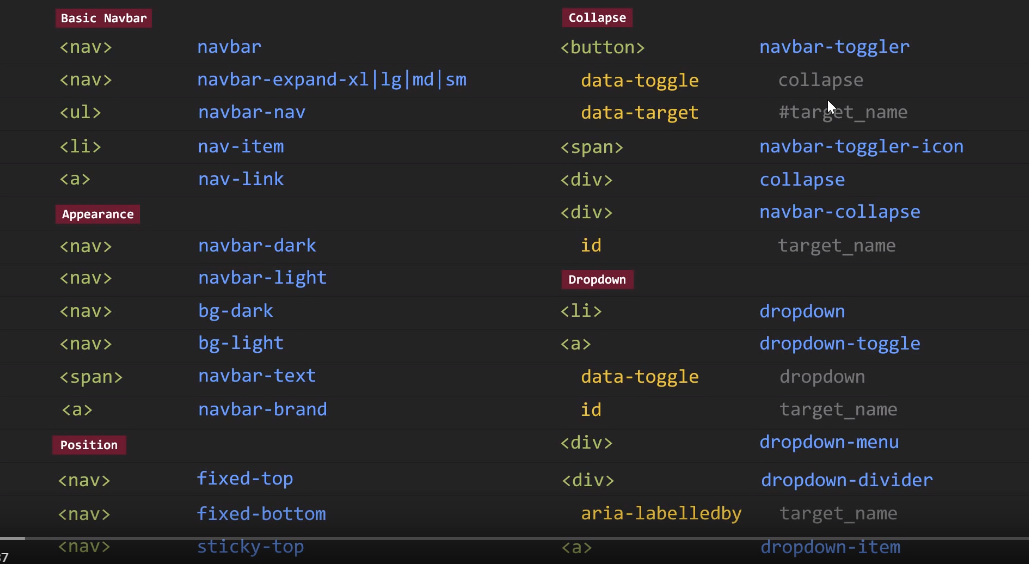 Basic Navbar
<nav> navbar
<nav> navbar-expand-xl|lg|md|sm
<ul> navbar-nav
<li> nav-item
<a> nav-link
Appearance
<nav> navbar-dark
<nav> navbar-light
<nav> bg-dark
<nav> bg-light
<span> navbar-text
<a> navbar-brand
Position
<nav> fixed-top
<nav> fixed-bottom
<nav> sticky-top
Collapse
<button> navbar-toggler
data-toggle collapse
data-target #target_name
<span> navbar-toggler-icon
<div> collapse
<div> navbar-collapse
id target_name
Dropdown
<li> dropdown
<a> dropdown-toggle
data-toggle dropdown
id target_name
<div> dropdown-menu
<div> dropdown-divider
aria-labelledby target_name
<a> dropdown-item